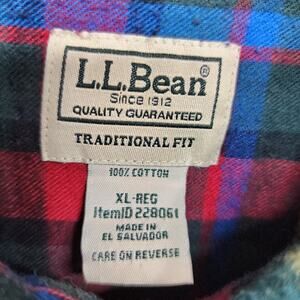 L.L.Bean®
Since 1912
QUALITY GUARANTEED
TRADITIONAL FIT
100% COTTON
XL-REG
ItemID 228061
MADE IN
EL SALVADOR
CARE ON REVERSE